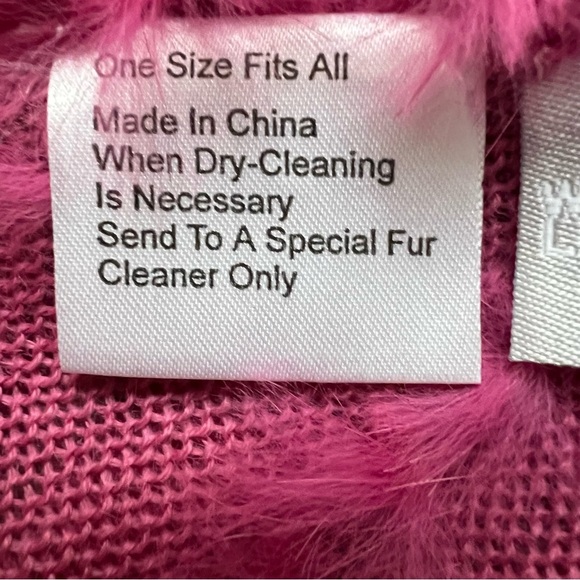 One Size Fits All
Made In China
When Dry-Cleaning
Is Necessary
Send To A Special Fur
Cleaner Only